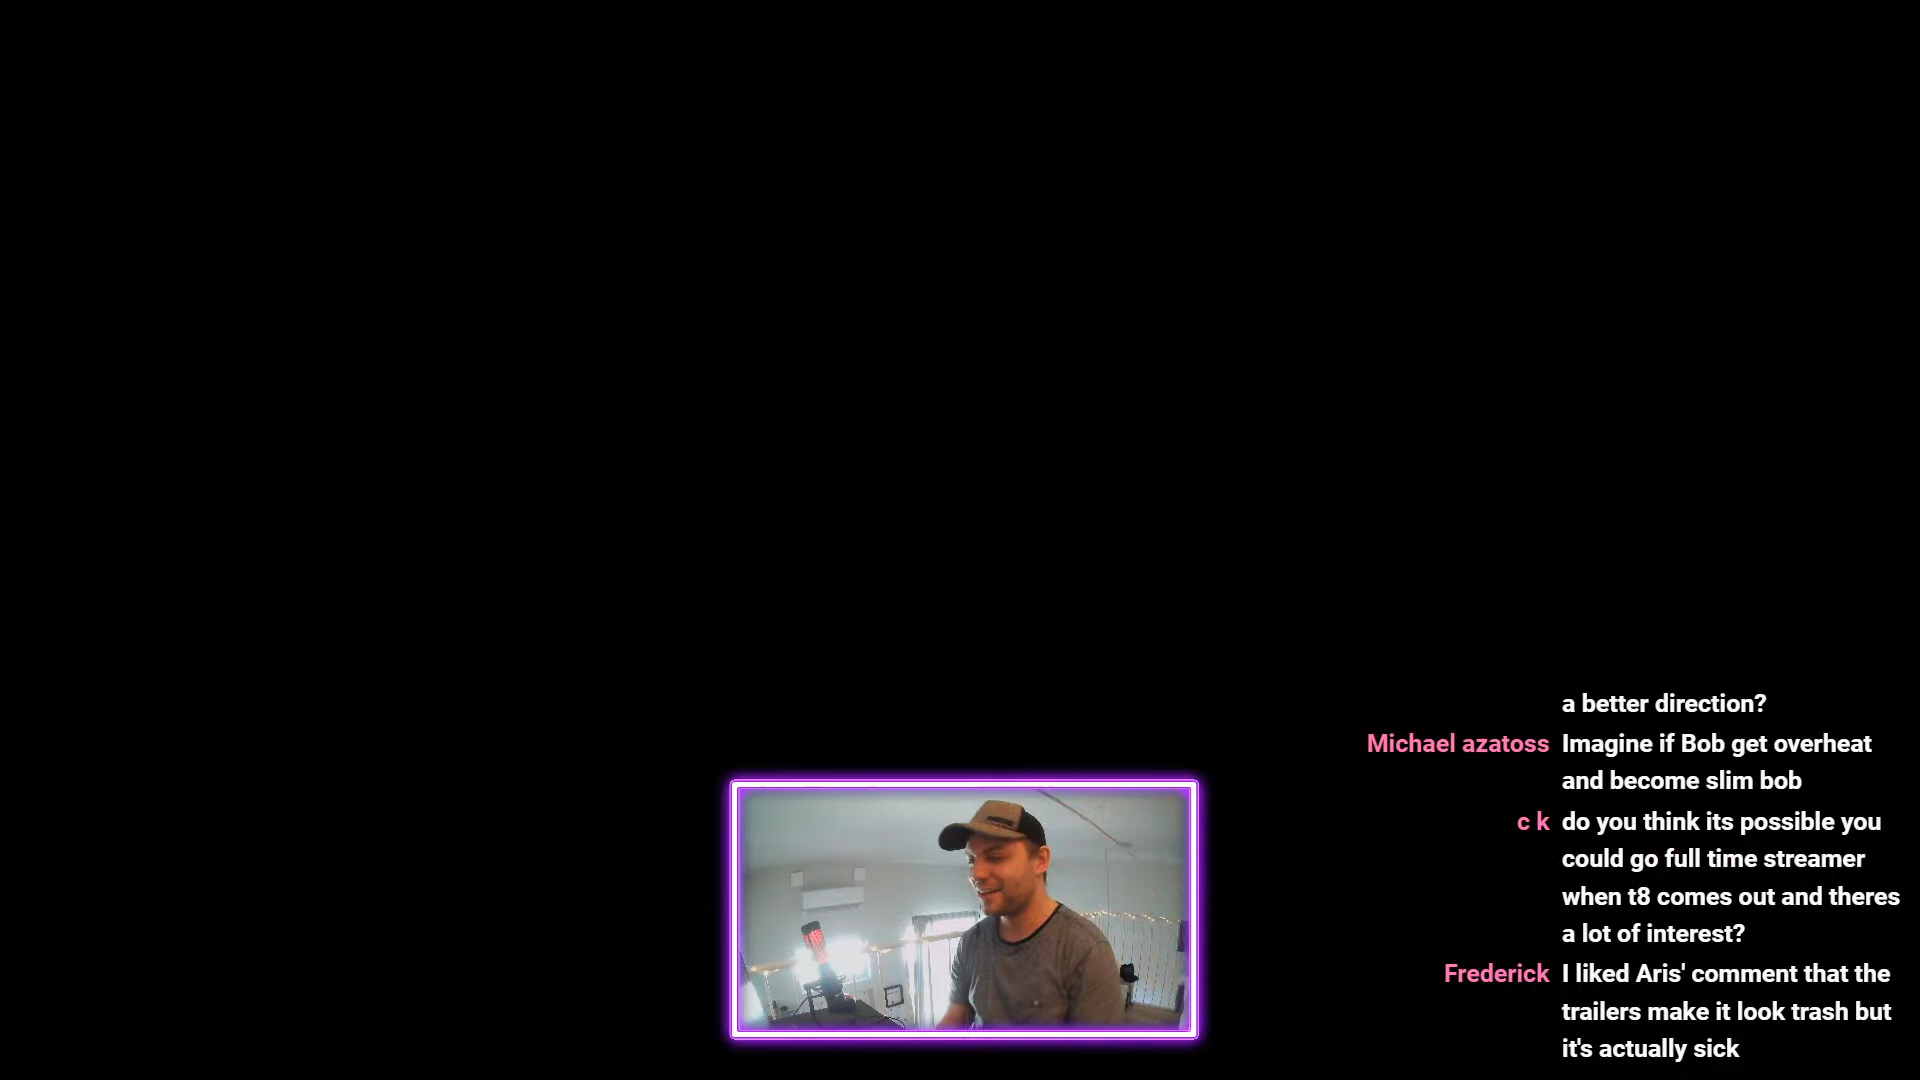 a better direction?
Michael azatoss Imagine if Bob get overheat
and become slim bob
c k do you think its possible you
could go full time streamer
when t8 comes out and theres
a lot of interest?
Frederick I liked Aris' comment that the
trailers make it look trash but
it's actually sick